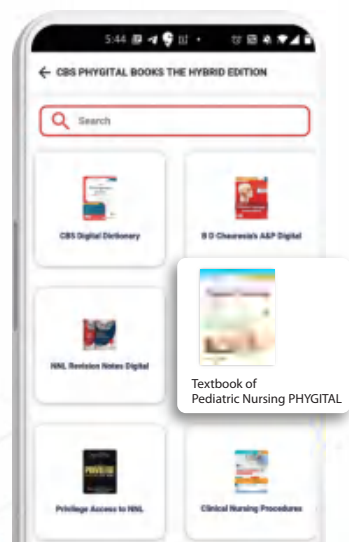 5:44
← CBS PHYGITAL BOOKS THE HYBRID EDITION
Search
CBS Digital Dictionary
B D Chaurasia's A&P Digital
NNL Revision Notes Digital
Textbook of
Pediatric Nursing PHYGITAL
Privilege Access to NNL
Clinical Nursing Procedures